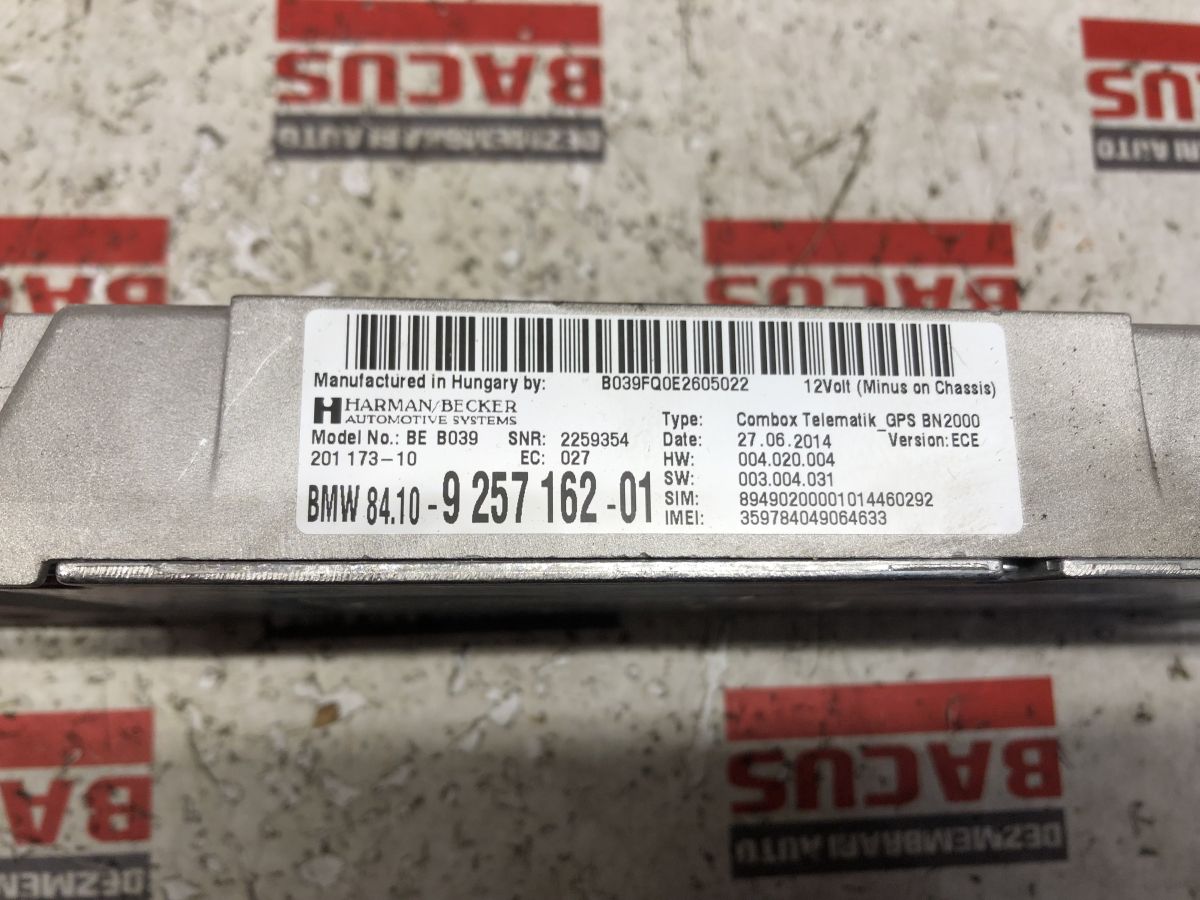 BACUS
DEZMEMBRARI AUTO
BACUS
BACUS
B039FQ0E2605022
Manufactured in Hungary by:
12Volt (Minus on Chassis)
HARMAN/BECKER
AUTOMOTIVE SYSTEMS
Model No.: BE B039 SNR: 2259354
201 173-10 EC: 027
BMW 84.10 - 9 257 162 - 01
Type: Combox Telematik_GPS BN2000
Date: 27.06.2014 Version: ECE
HW: 004.020.004
SW: 003.004.031
SIM: 89490200001014460292
IMEI: 359784049064633
BACUS
DEZMEMBRARI AUTO
DEZMEM